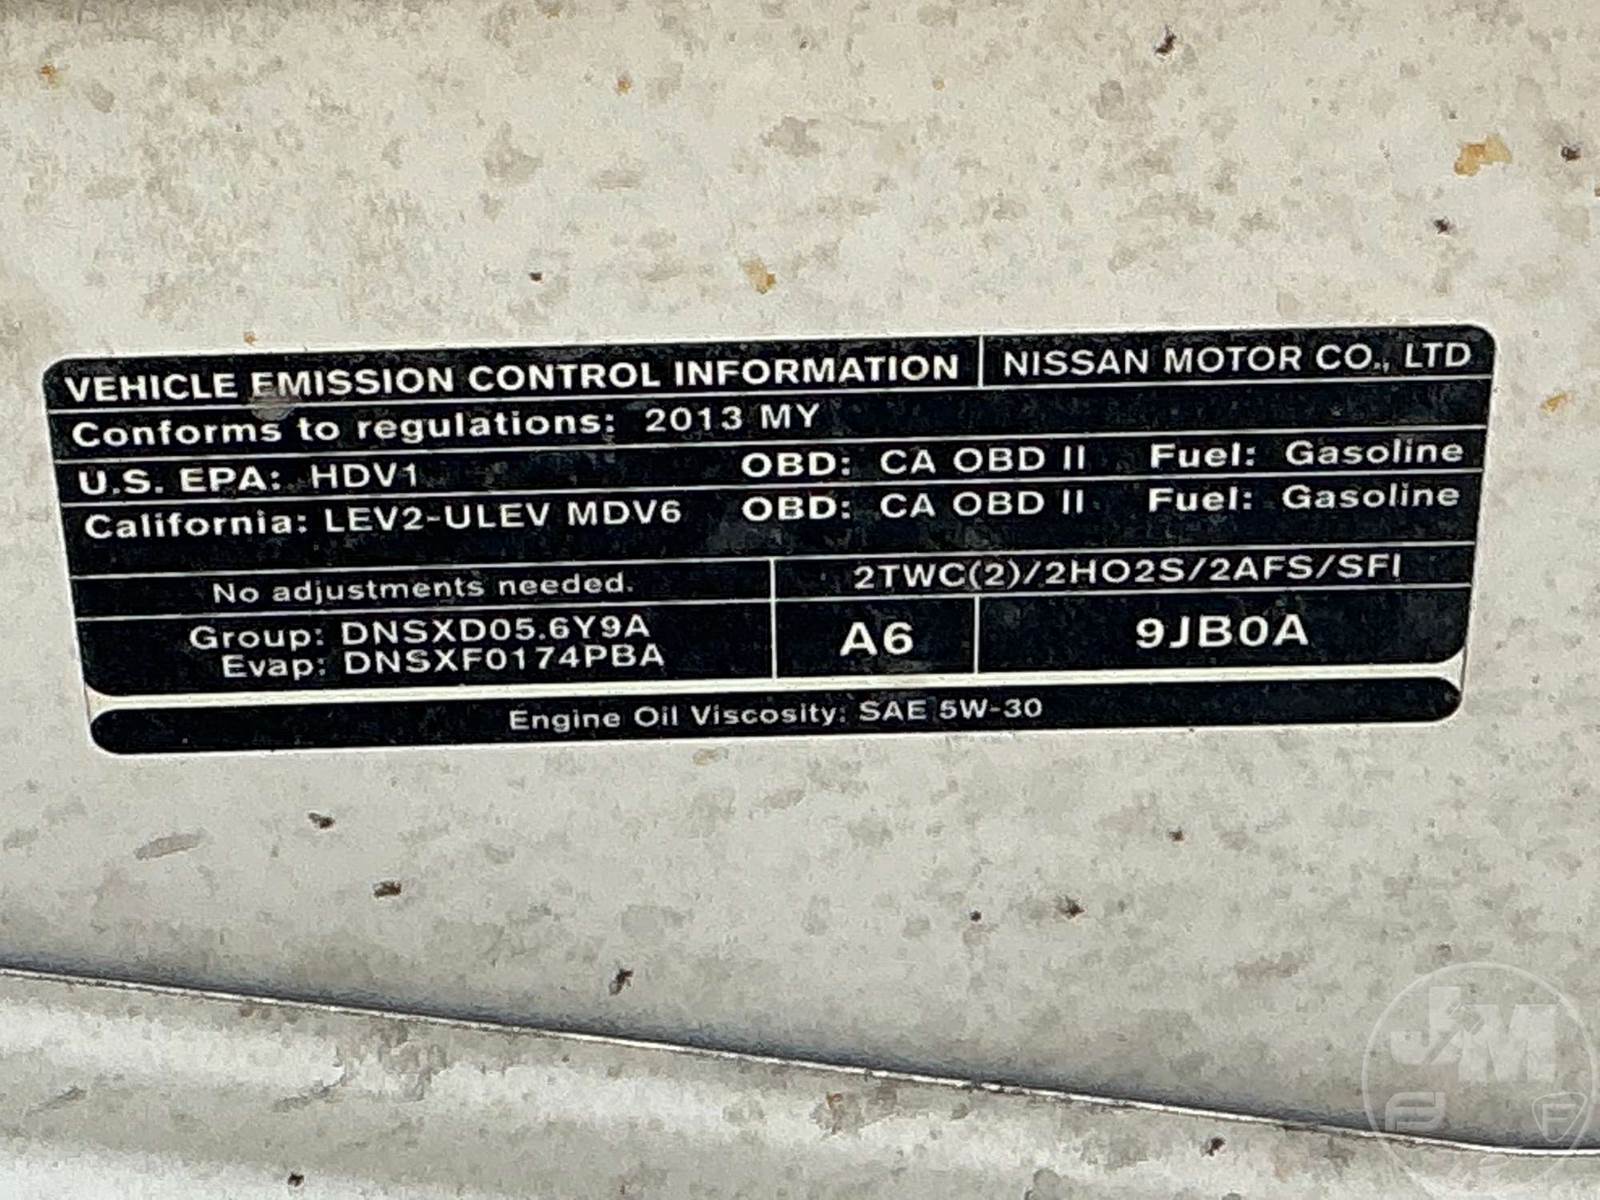 VEHICLE EMISSION CONTROL INFORMATION NISSAN MOTOR CO., LTD
Conforms to regulations: 2013 MY
U.S. EPA: HDV1 OBD: CA OBD II Fuel: Gasoline
California: LEV2-ULEV MDV6 OBD: CA OBD II Fuel: Gasoline
No adjustments needed. 2TWC(2)/2HO2S/2AFS/SFI
Group: DNSXD05.6Y9A
Evap: DNSXF0174PBA
A6 9JB0A
Engine Oil Viscosity: SAE 5W-30
J&M